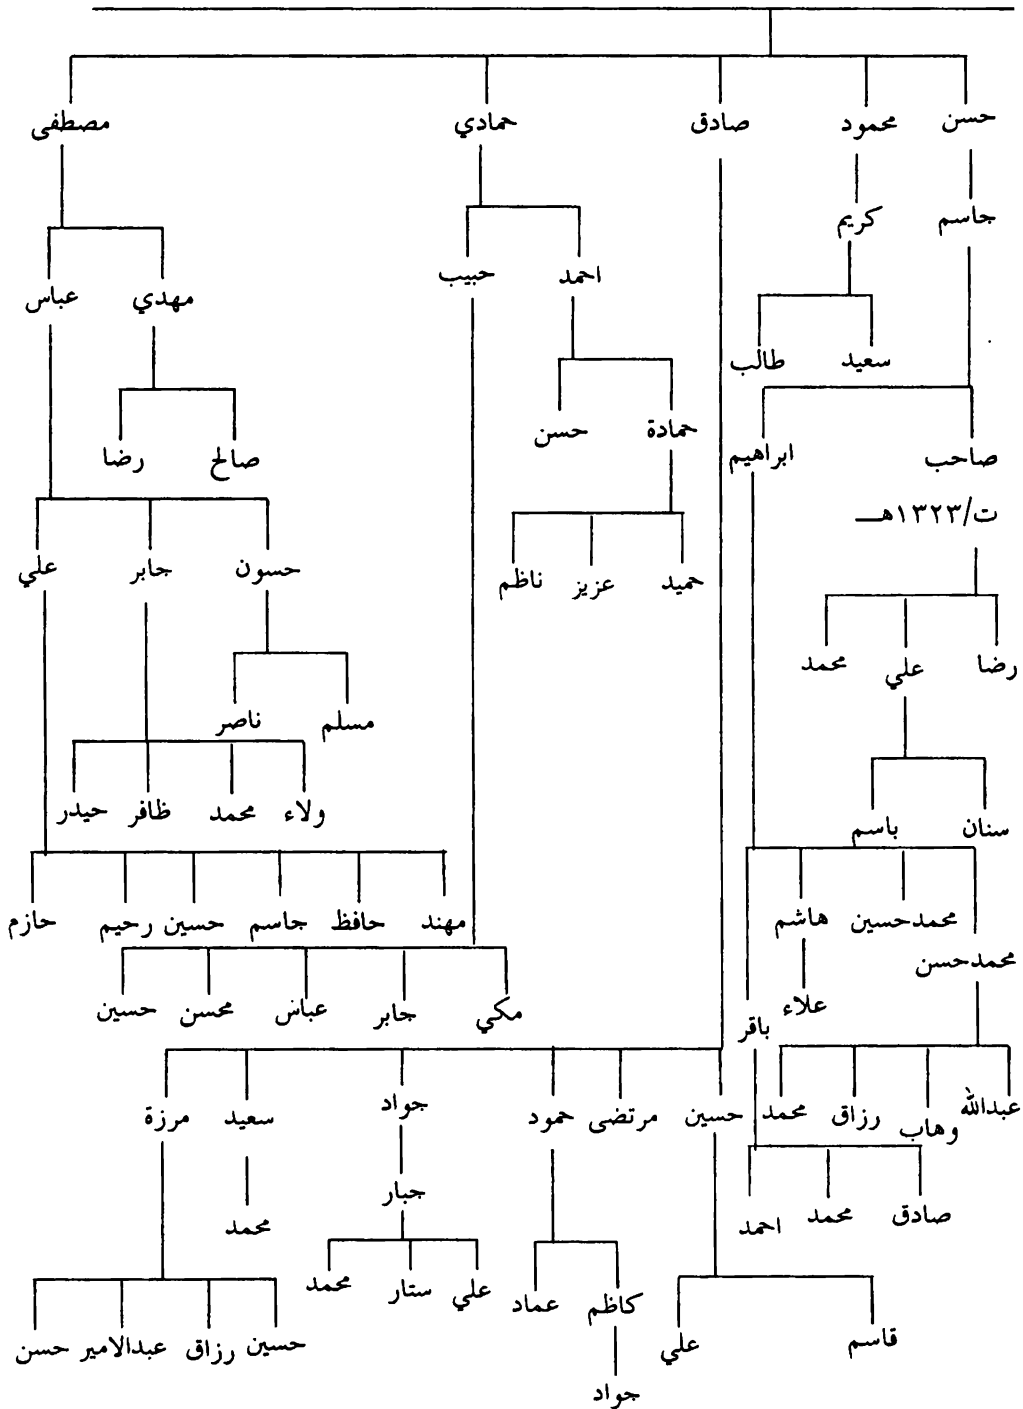 حسن محمود صادق حمادي مصطفى
جاسم كريم
احمد حبيب
مهدي عباس
سعيد طالب
حمادة حسن
صاحب ابراهيم
صالح رضا
ت/١٣٢٣هـ
حميد عزيز ناظم
حسون جابر علي
رضا علي محمد
مسلم ناصر
ولاء محمد ظافر حيدر
سنان باسم
محمدحسين هاشم
مهند حافظ جاسم حسين رحيم حازم
محمدحسن
علاء
مكي جابر عباس محسن حسين
باقر
عبدالله وهاب رزاق محمد
حسين مرتضى حمود جواد سعيد مرزة
جبار
صادق محمد احمد
محمد
علي ستار محمد
كاظم عماد
قاسم علي
حسين رزاق عبدالامير حسن
جواد